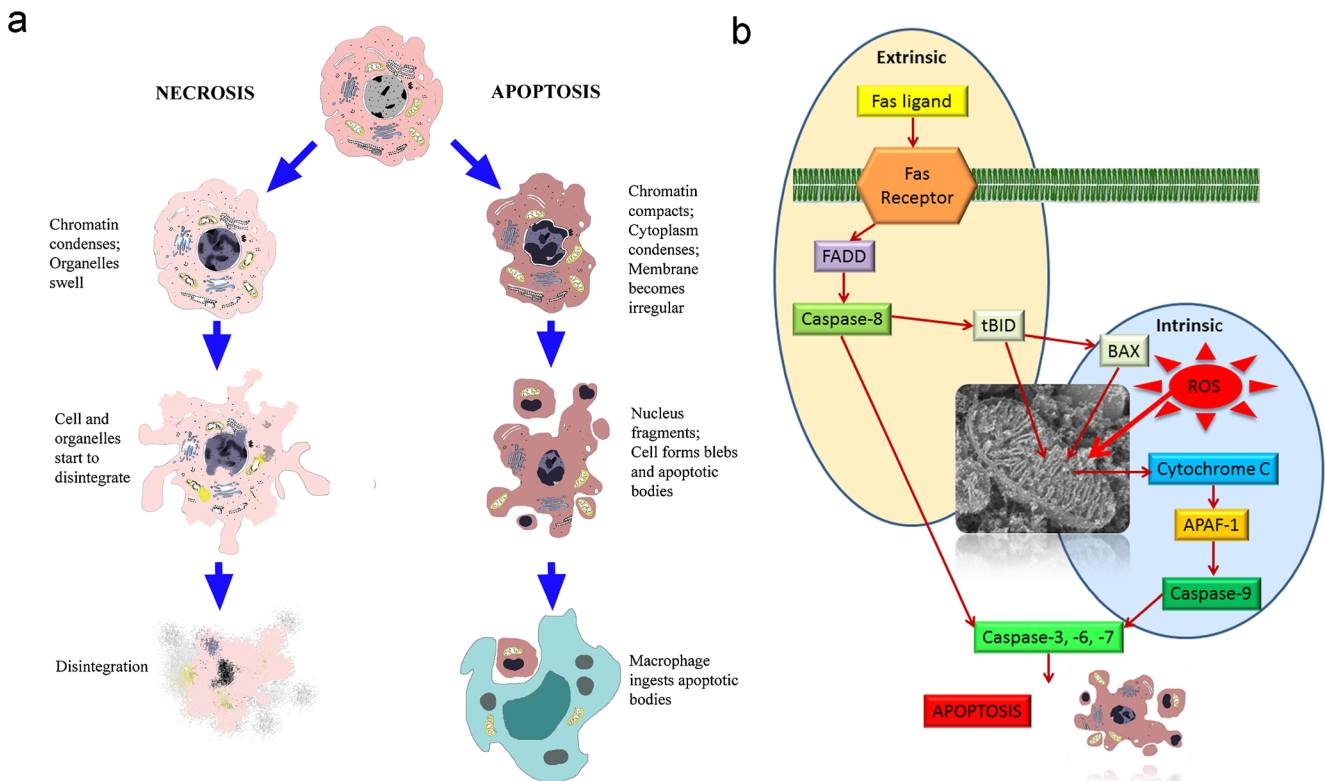 a
NECROSIS
APOPTOSIS
Chromatin
condenses;
Organelles
swell
Chromatin
compacts;
Cytoplasm
condenses;
Membrane
becomes
irregular
Cell and
organelles
start to
disintegrate
Nucleus
fragments;
Cell forms blebs
and apoptotic
bodies
Disintegration
Macrophage
ingests apoptotic
bodies
b
Extrinsic
Fas ligand
Fas
Receptor
FADD
Caspase-8
tBID
Intrinsic
BAX
ROS
Cytochrome C
APAF-1
Caspase-9
Caspase-3, -6, -7
APOPTOSIS